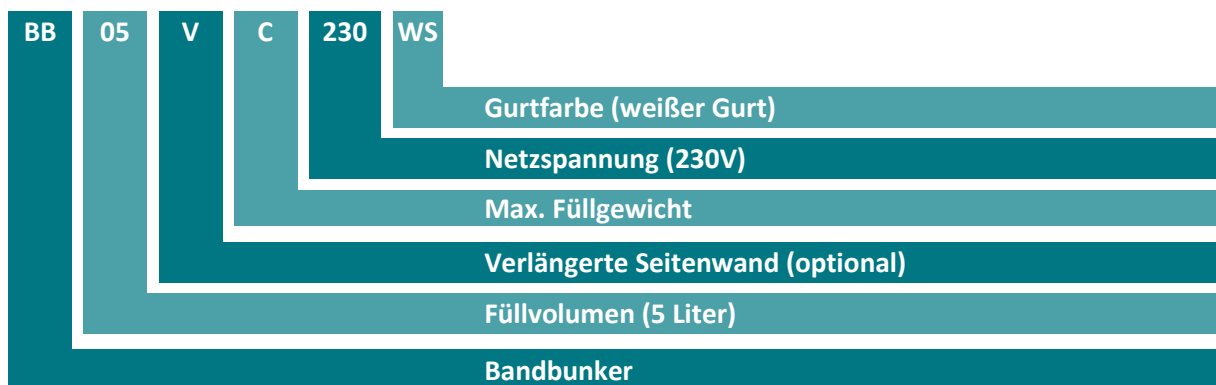 BB 05 V C 230 WS
Gurtfarbe (weißer Gurt)
Netzspannung (230V)
Max. Füllgewicht
Verlängerte Seitenwand (optional)
Füllvolumen (5 Liter)
Bandbunker